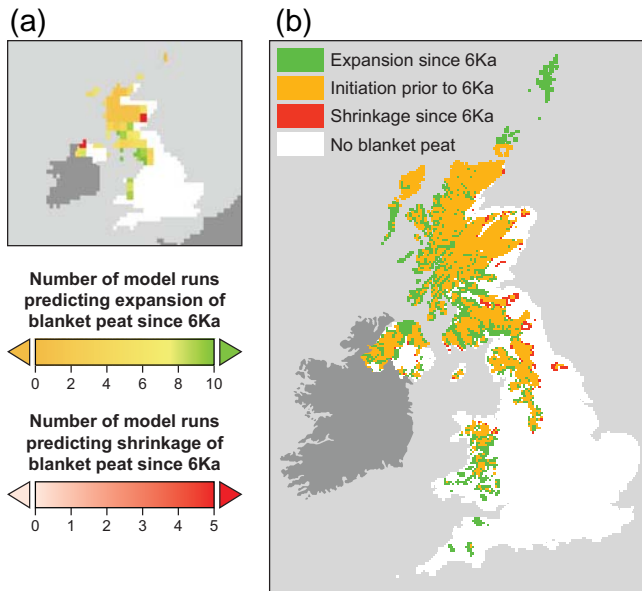 (a)
Number of model runs
predicting expansion of
blanket peat since 6Ka
0 2 4 6 8 10
Number of model runs
predicting shrinkage of
blanket peat since 6Ka
0 1 2 3 4 5
(b)
Expansion since 6Ka
Initiation prior to 6Ka
Shrinkage since 6Ka
No blanket peat